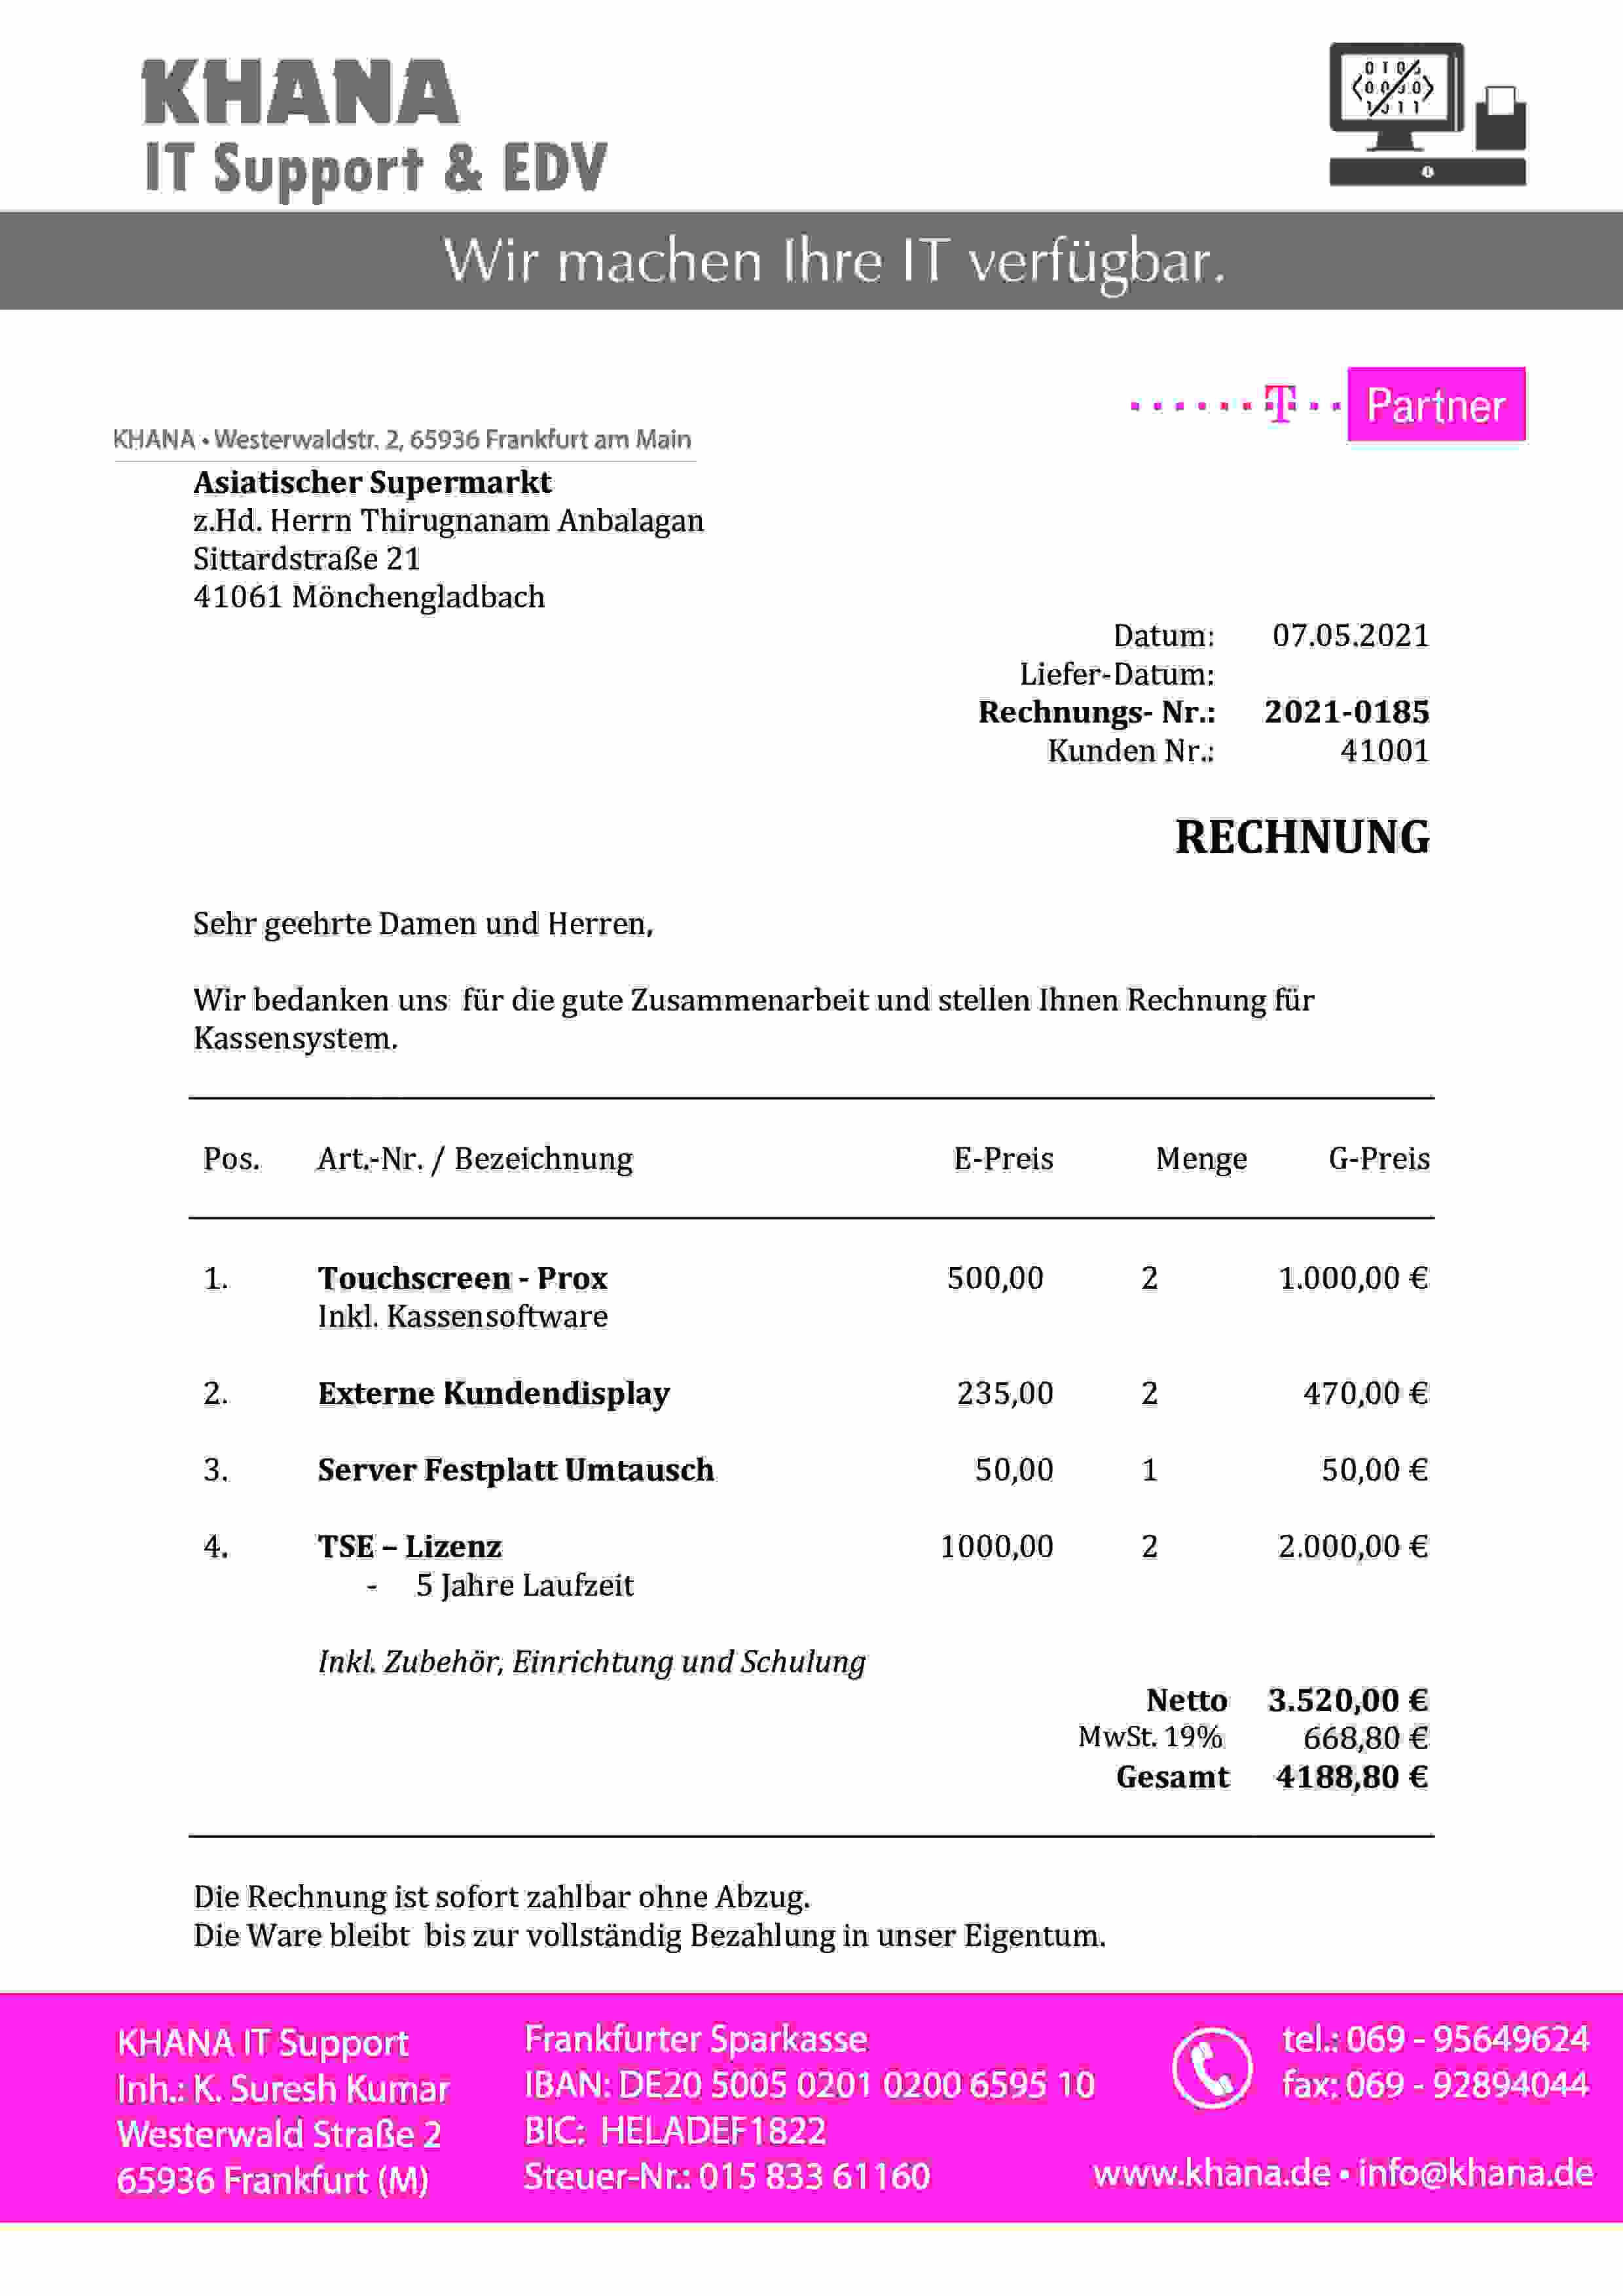 KHANA
IT Support & EDV
Wir machen Ihre IT verfügbar.
T Partner
KHANA • Westerwaldstr. 2, 65936 Frankfurt am Main
Asiatischer Supermarkt
z.Hd. Herrn Thirugnanam Anbalagan
Sittardstraße 21
41061 Mönchengladbach
Datum: 07.05.2021
Liefer-Datum:
Rechnungs- Nr.: 2021-0185
Kunden Nr.: 41001
RECHNUNG
Sehr geehrte Damen und Herren,
Wir bedanken uns für die gute Zusammenarbeit und stellen Ihnen Rechnung für
Kassensystem.
Pos. Art.-Nr. / Bezeichnung E-Preis Menge G-Preis
1. Touchscreen - Prox 500,00 2 1.000,00 €
Inkl. Kassensoftware
2. Externe Kundendisplay 235,00 2 470,00 €
3. Server Festplatt Umtausch 50,00 1 50,00 €
4. TSE – Lizenz 1000,00 2 2.000,00 €
- 5 Jahre Laufzeit
Inkl. Zubehör, Einrichtung und Schulung
Netto 3.520,00 €
MwSt. 19% 668,80 €
Gesamt 4188,80 €
Die Rechnung ist sofort zahlbar ohne Abzug.
Die Ware bleibt bis zur vollständig Bezahlung in unser Eigentum.
KHANA IT Support
Inh.: K. Suresh Kumar
Westerwald Straße 2
65936 Frankfurt (M)
Frankfurter Sparkasse
IBAN: DE20 5005 0201 0200 6595 10
BIC: HELADEF1822
Steuer-Nr.: 015 833 61160
tel.: 069 - 95649624
fax: 069 - 92894044
www.khana.de • info@khana.de